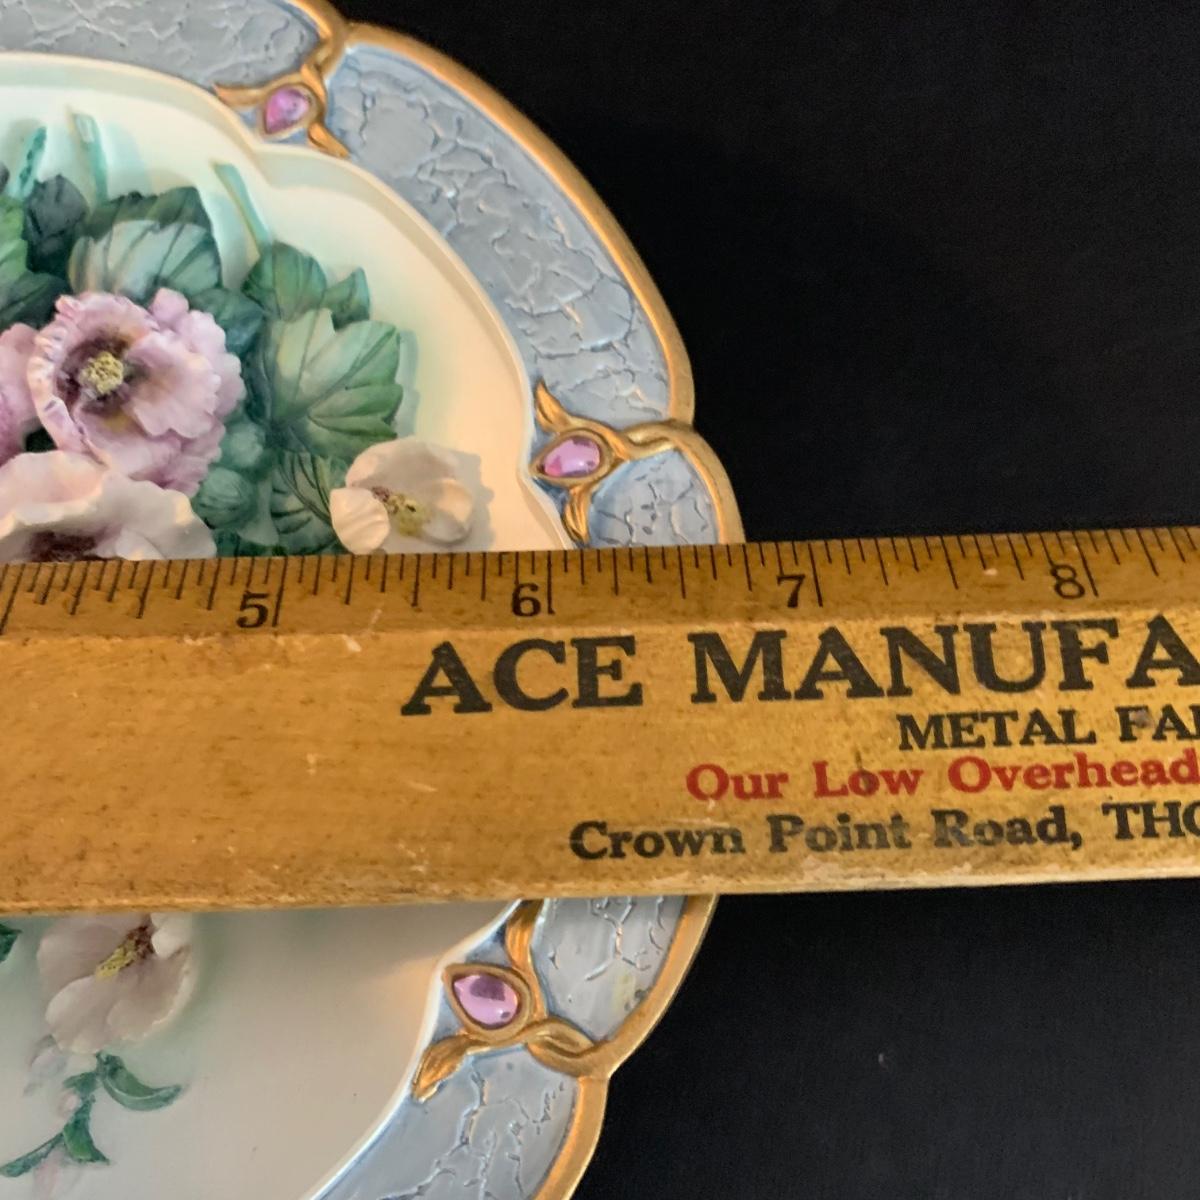 5 6 7 8
ACE MANUFA
METAL FA
Our Low Overhead
Crown Point Road, THO